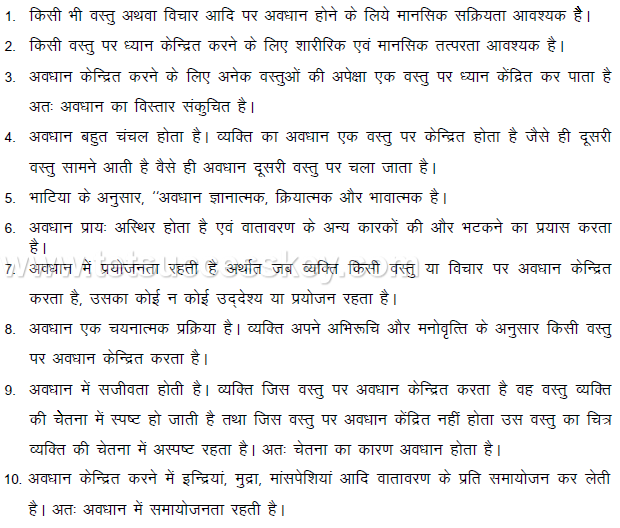 1. किसी भी वस्तु अथवा विचार आदि पर अवधान होने के लिये मानसिक सक्रियता आवश्यक है।
2. किसी वस्तु पर ध्यान केन्द्रित करने के लिए शारीरिक एवं मानसिक तत्परता आवश्यक है।
3. अवधान केन्द्रित करने के लिए अनेक वस्तुओं की अपेक्षा एक वस्तु पर ध्यान केंद्रित कर पाता है
अतः अवधान का विस्तार संकुचित है।
4. अवधान बहुत चंचल होता है। व्यक्ति का अवधान एक वस्तु पर केन्द्रित होता है जैसे ही दूसरी
वस्तु सामने आती है वैसे ही अवधान दूसरी वस्तु पर चला जाता है।
5. भाटिया के अनुसार, ''अवधान ज्ञानात्मक, क्रियात्मक और भावात्मक है।
6. अवधान प्रायः अस्थिर होता है एवं वातावरण के अन्य कारकों की और भटकने का प्रयास करता
है।
www.tetsuccesskey.com
7. अवधान में प्रयोजनता रहती है अर्थात जब व्यक्ति किसी वस्तु या विचार पर अवधान केन्द्रित
करता है, उसका कोई न कोई उद्देश्य या प्रयोजन रहता है।
8. अवधान एक चयनात्मक प्रक्रिया है। व्यक्ति अपने अभिरूचि और मनोवृत्ति के अनुसार किसी वस्तु
पर अवधान केन्द्रित करता है।
9. अवधान में सजीवता होती है। व्यक्ति जिस वस्तु पर अवधान केन्द्रित करता है वह वस्तु व्यक्ति
की चेतना में स्पष्ट हो जाती है तथा जिस वस्तु पर अवधान केंद्रित नहीं होता उस वस्तु का चित्र
व्यक्ति की चेतना में अस्पष्ट रहता है। अतः चेतना का कारण अवधान होता है।
10. अवधान केन्द्रित करने में इन्द्रियां, मुद्रा, मांसपेशियां आदि वातावरण के प्रति समायोजन कर लेती
है। अतः अवधान में समायोजनता रहती है।